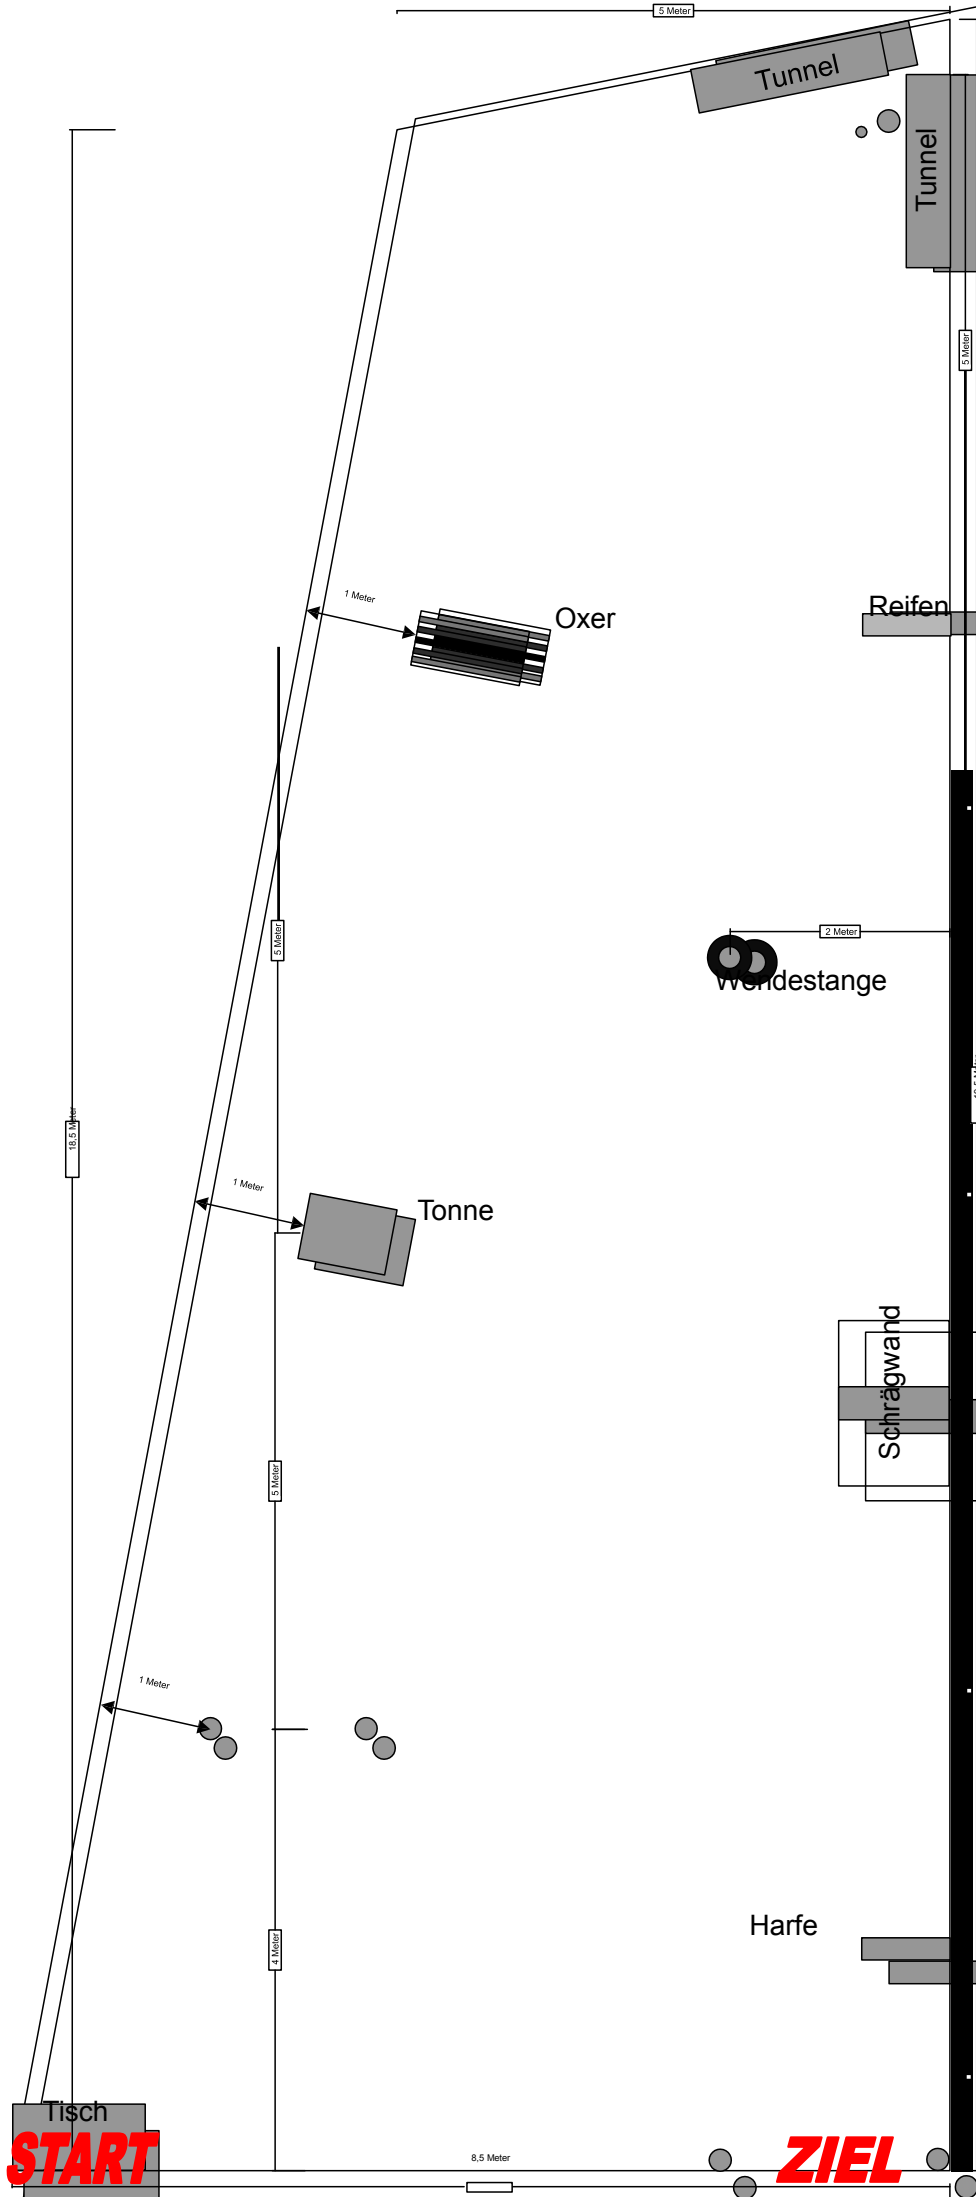 5 Meter
Tunnel
Tunnel
5 Meter
1 Meter
Reifen
Oxer
5 Meter
2 Meter
Wendestange
18,5 Meter
1 Meter
Tonne
Schrägwand
5 Meter
1 Meter
Harfe
4 Meter
Tisch
START
8,5 Meter
ZIEL